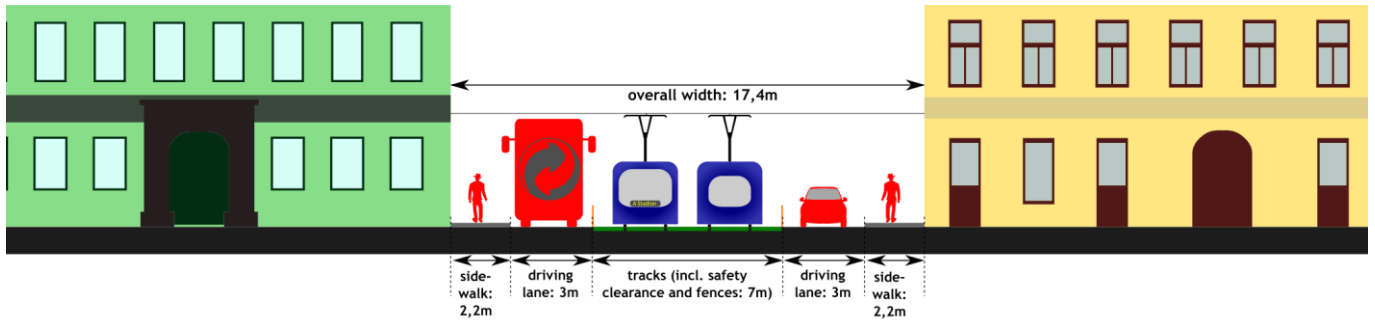 overall width: 17,4m
side-
walk:
2,2m
driving
lane: 3m
tracks (incl. safety
clearance and fences: 7m)
driving
lane: 3m
side-
walk:
2,2m